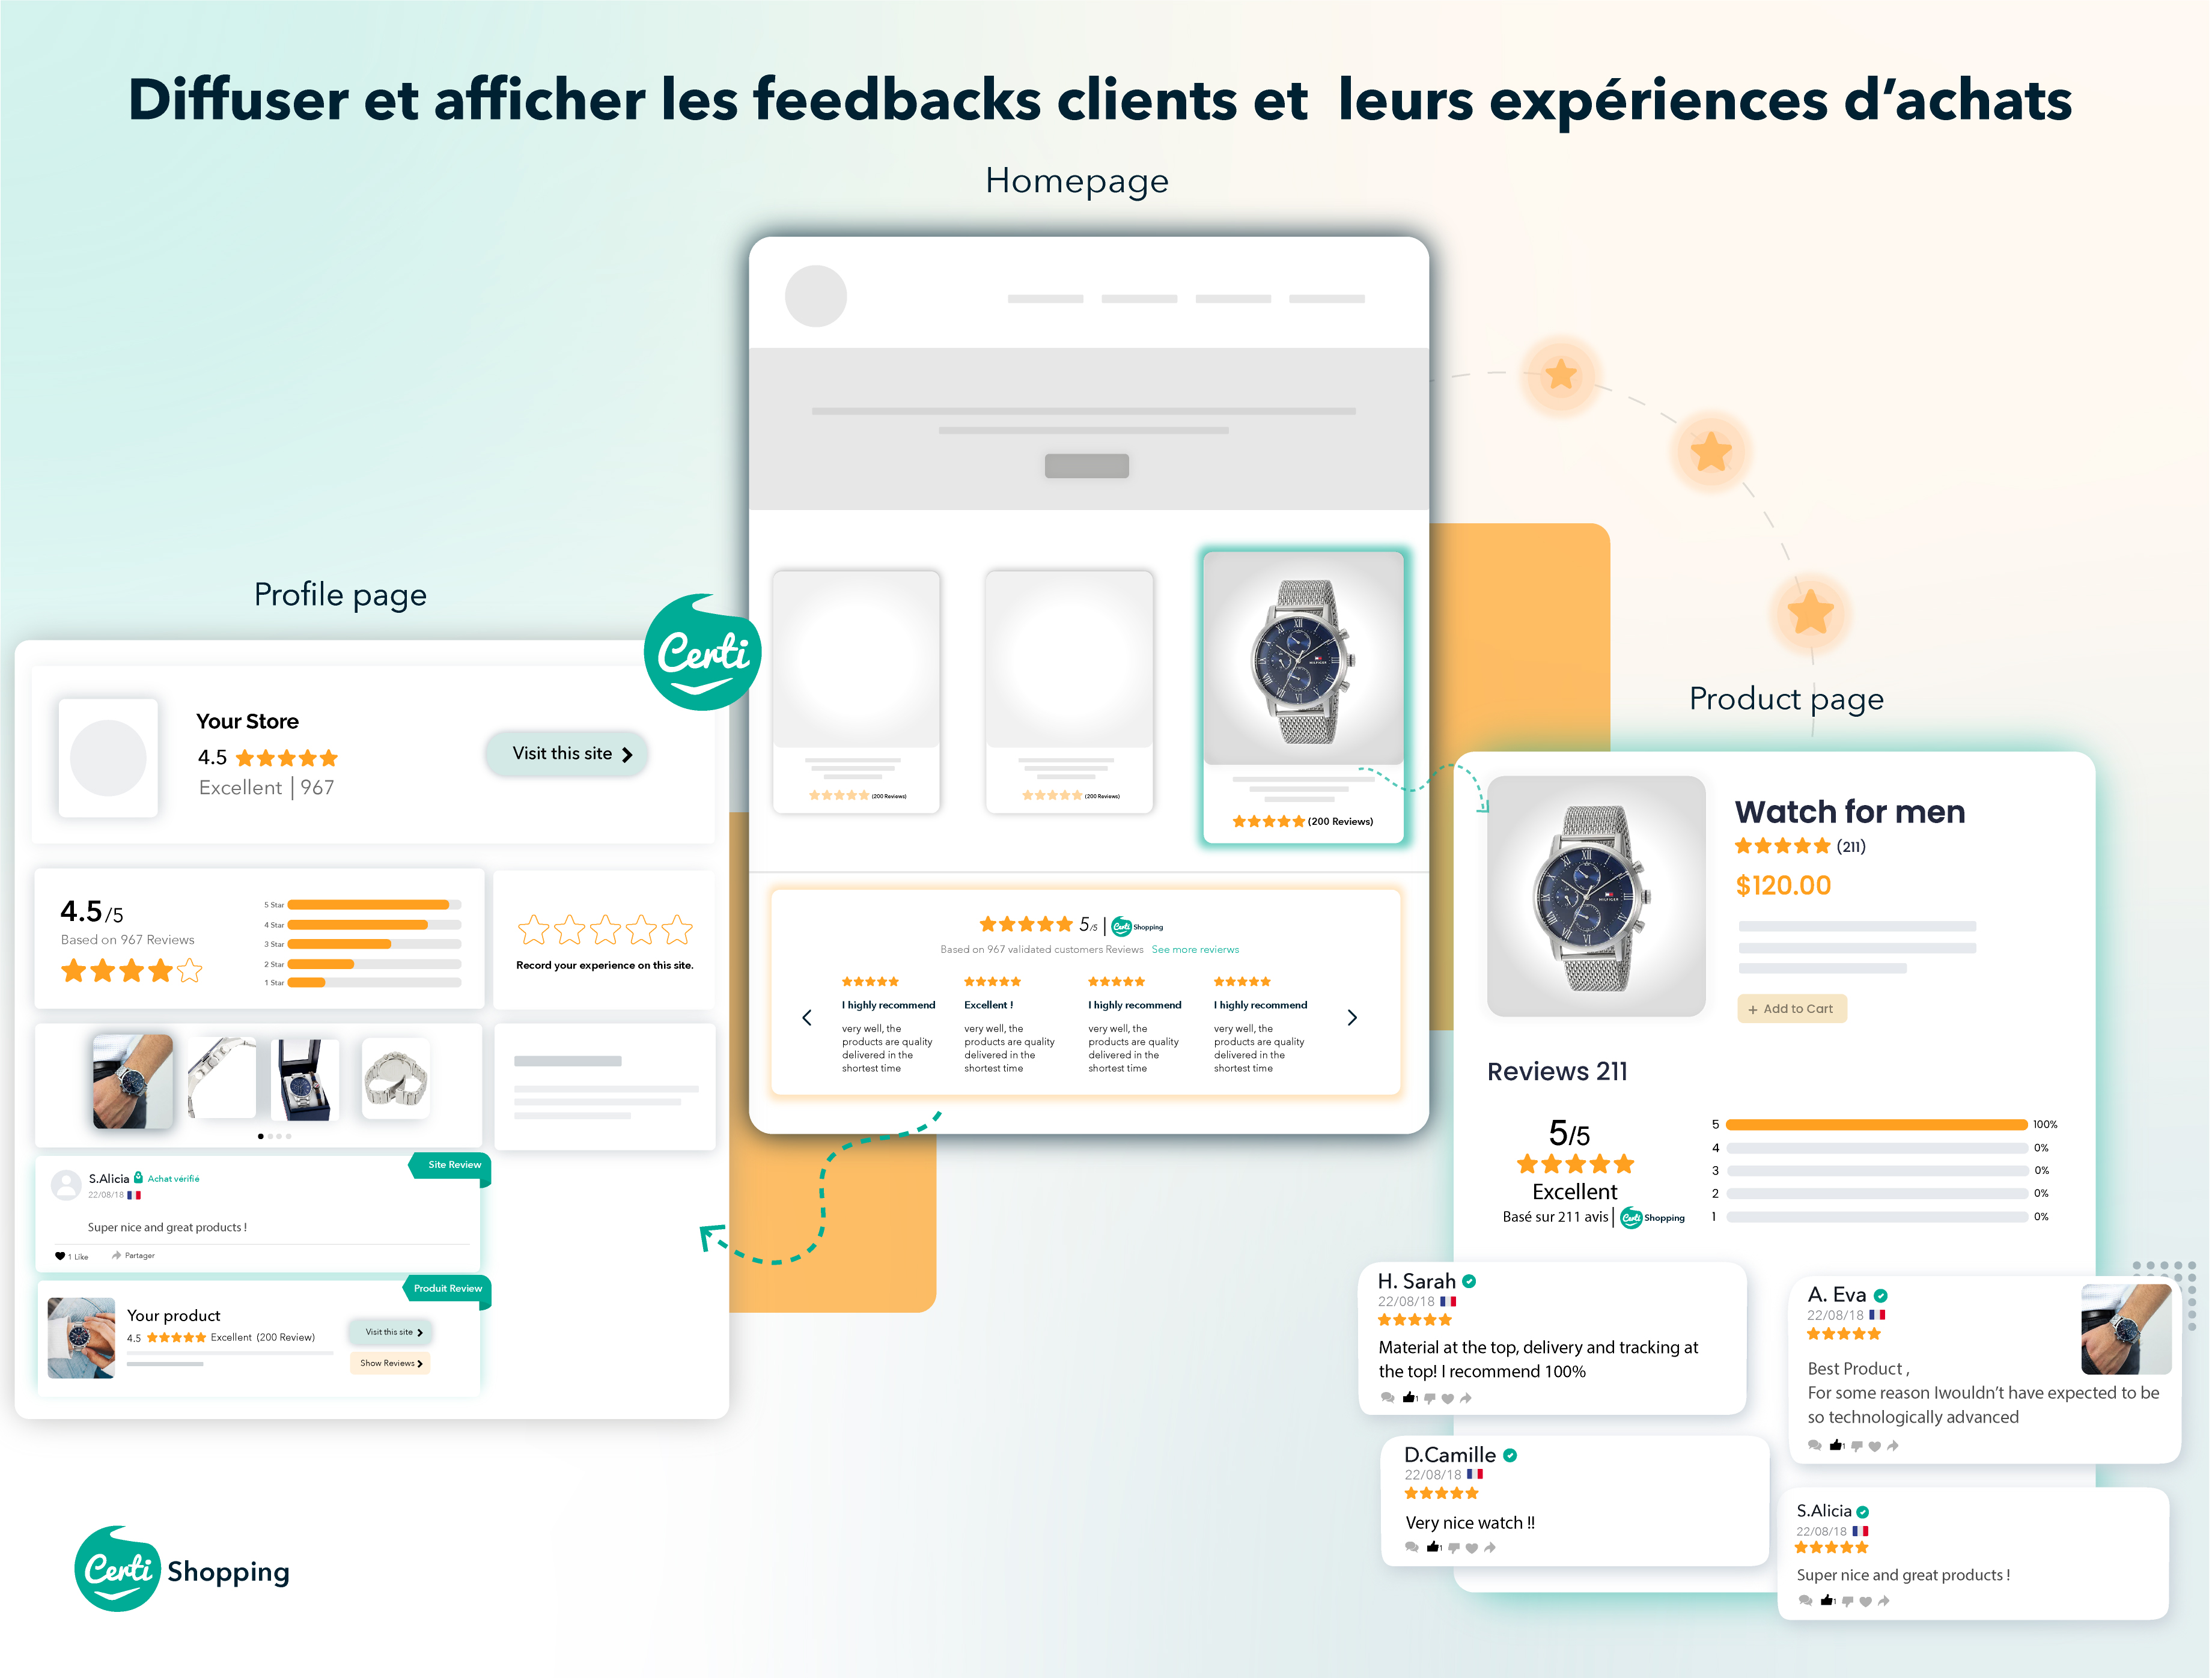 Diffuser et afficher les feedbacks clients et leurs expériences d'achats
Homepage
(200 Reviews)
(200 Reviews)
(200 Reviews)
5/5 | Certi Shopping
Based on 967 validated customers Reviews See more revierws
I highly recommend
very well, the
products are quality
delivered in the
shortest time
Excellent !
very well, the
products are quality
delivered in the
shortest time
I highly recommend
very well, the
products are quality
delivered in the
shortest time
I highly recommend
very well, the
products are quality
delivered in the
shortest time
Profile page
Certi
Your Store
4.5
Excellent | 967
Visit this site
4.5/5
Based on 967 Reviews
5 Star
4 Star
3 Star
2 Star
1 Star
Record your experience on this site.
Site Review
S.Alicia Achat vérifié
22/08/18
Super nice and great products !
1 Like Partager
Produit Review
Your product
4.5 Excellent (200 Review)
Visit this site
Show Reviews
Product page
HILFIGER
HILFIGER
Watch for men
(211)
$120.00
+ Add to Cart
Reviews 211
5/5
Excellent
Basé sur 211 avis | Certi Shopping
5 100%
4 0%
3 0%
2 0%
1 0%
H. Sarah
22/08/18
Material at the top, delivery and tracking at
the top! I recommend 100%
1
A. Eva
22/08/18
Best Product ,
For some reason Iwouldn't have expected to be
so technologically advanced
1
D.Camille
22/08/18
Very nice watch !!
1
S.Alicia
22/08/18
Super nice and great products !
1
Certi Shopping